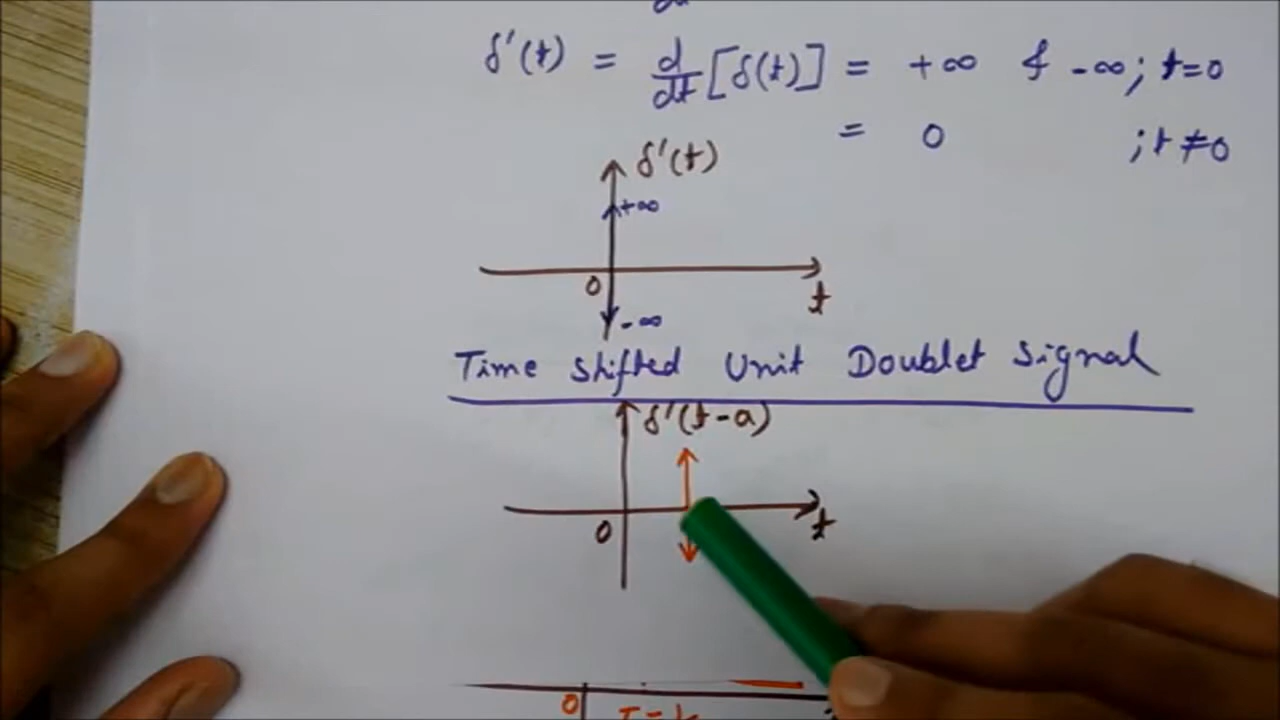 δ'(t) = d/dt [δ(t)] = +∞ & -∞; t=0
= 0 ; t≠0
δ'(t)
+∞
0
t
-∞
Time Shifted Unit Doublet Signal
δ'(t-a)
0
t
0